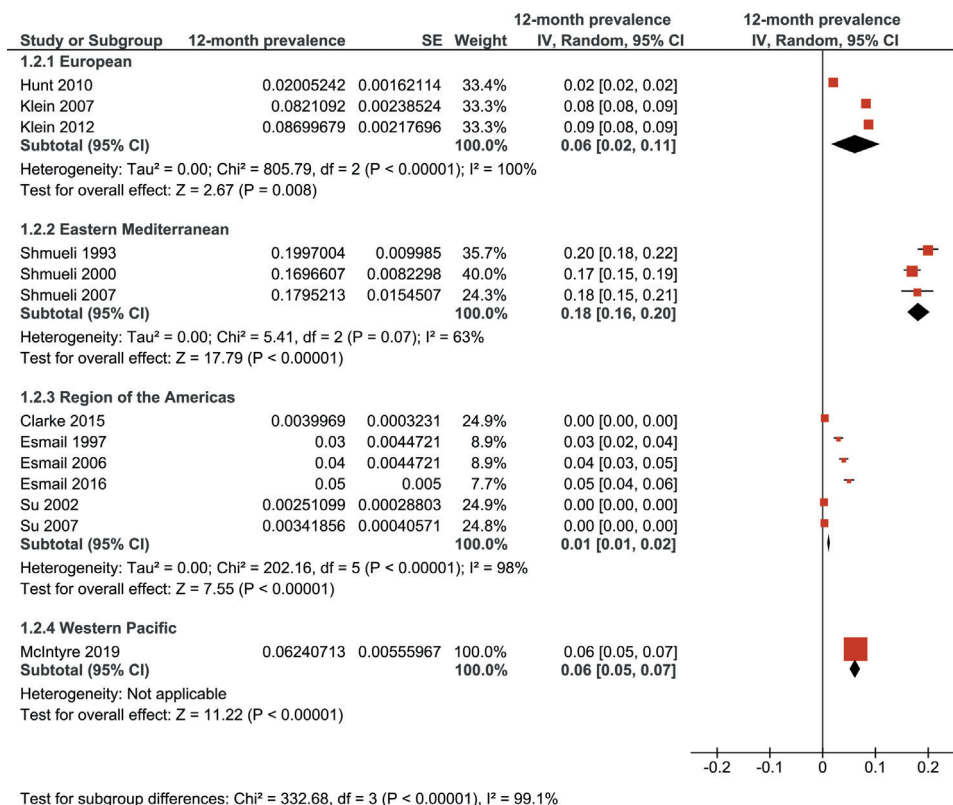 12-month prevalence 12-month prevalence
Study or Subgroup 12-month prevalence SE Weight IV, Random, 95% CI IV, Random, 95% CI
1.2.1 European
Hunt 2010 0.02005242 0.00162114 33.4% 0.02 [0.02, 0.02]
Klein 2007 0.0821092 0.00238524 33.3% 0.08 [0.08, 0.09]
Klein 2012 0.08699679 0.00217696 33.3% 0.09 [0.08, 0.09]
Subtotal (95% CI) 100.0% 0.06 [0.02, 0.11]
Heterogeneity: Tau² = 0.00; Chi² = 805.79, df = 2 (P < 0.00001); I² = 100%
Test for overall effect: Z = 2.67 (P = 0.008)
1.2.2 Eastern Mediterranean
Shmueli 1993 0.1997004 0.009985 35.7% 0.20 [0.18, 0.22]
Shmueli 2000 0.1696607 0.0082298 40.0% 0.17 [0.15, 0.19]
Shmueli 2007 0.1795213 0.0154507 24.3% 0.18 [0.15, 0.21]
Subtotal (95% CI) 100.0% 0.18 [0.16, 0.20]
Heterogeneity: Tau² = 0.00; Chi² = 5.41, df = 2 (P = 0.07); I² = 63%
Test for overall effect: Z = 17.79 (P < 0.00001)
1.2.3 Region of the Americas
Clarke 2015 0.0039969 0.0003231 24.9% 0.00 [0.00, 0.00]
Esmail 1997 0.03 0.0044721 8.9% 0.03 [0.02, 0.04]
Esmail 2006 0.04 0.0044721 8.9% 0.04 [0.03, 0.05]
Esmail 2016 0.05 0.005 7.7% 0.05 [0.04, 0.06]
Su 2002 0.00251099 0.00028803 24.9% 0.00 [0.00, 0.00]
Su 2007 0.00341856 0.00040571 24.8% 0.00 [0.00, 0.00]
Subtotal (95% CI) 100.0% 0.01 [0.01, 0.02]
Heterogeneity: Tau² = 0.00; Chi² = 202.16, df = 5 (P < 0.00001); I² = 98%
Test for overall effect: Z = 7.55 (P < 0.00001)
1.2.4 Western Pacific
McIntyre 2019 0.06240713 0.00555967 100.0% 0.06 [0.05, 0.07]
Subtotal (95% CI) 100.0% 0.06 [0.05, 0.07]
Heterogeneity: Not applicable
Test for overall effect: Z = 11.22 (P < 0.00001)
-0.2 -0.1 0 0.1 0.2
Test for subgroup differences: Chi² = 332.68, df = 3 (P < 0.00001), I² = 99.1%